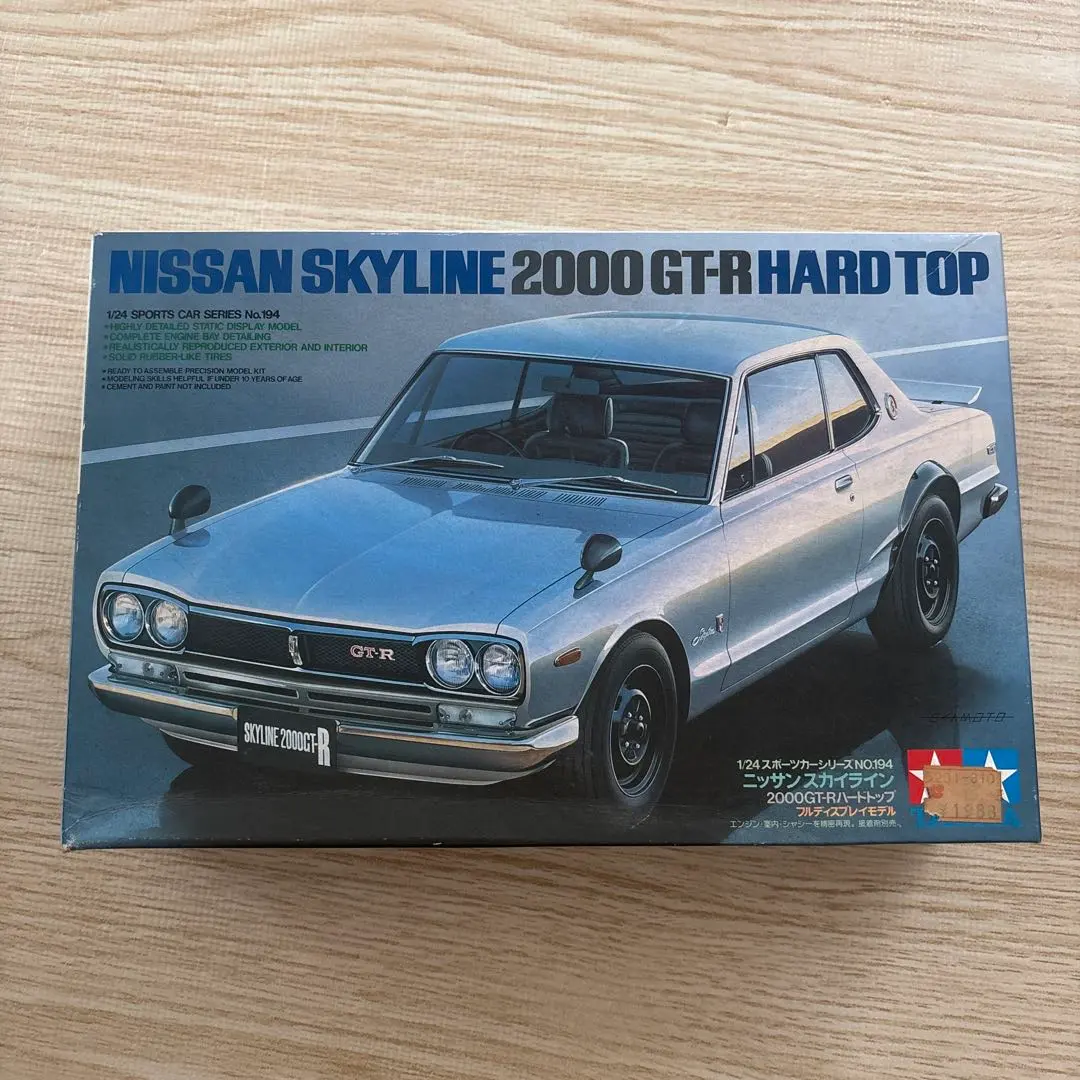 NISSAN SKYLINE 2000 GT-R HARD TOP
1/24 SPORTS CAR SERIES No.194
*HIGHLY DETAILED STATIC DISPLAY MODEL
*COMPLETE ENGINE BAY DETAILING
*REALISTICALLY REPRODUCED EXTERIOR AND INTERIOR
*SOLID RUBBER-LIKE TIRES
*READY TO ASSEMBLE PRECISION MODEL KIT
*MODELING SKILLS HELPFUL IF UNDER 10 YEARS OF AGE
*CEMENT AND PAINT NOT INCLUDED
GT-R
Skyline
SKYLINE 2000GT-R
1/24 スポーツカーシリーズ NO.194
ニッサン スカイライン
2000GT-Rハードトップ
フルディスプレイモデル
エンジン・室内・シャシーを精密再現。接着剤別売。